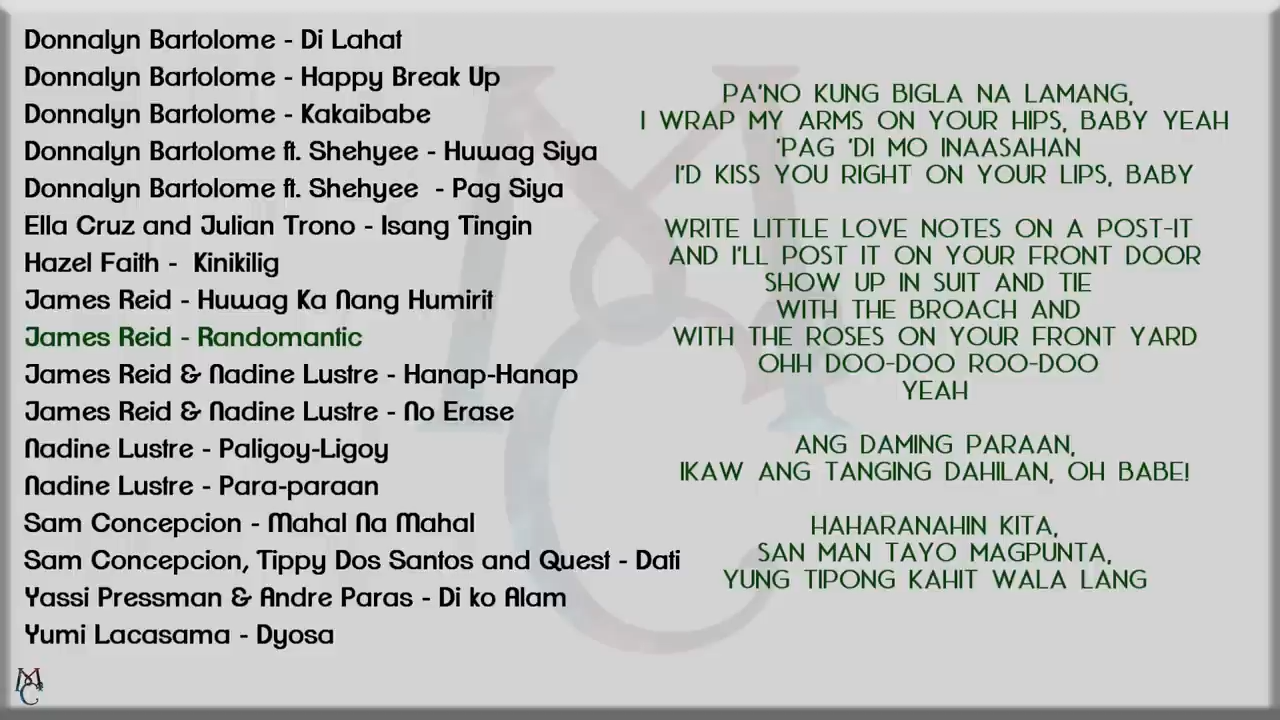 Donnalyn Bartolome - Di Lahat
Donnalyn Bartolome - Happy Break Up
Donnalyn Bartolome - Kakaibabe
Donnalyn Bartolome ft. Shehyee - Huwag Siya
Donnalyn Bartolome ft. Shehyee - Pag Siya
Ella Cruz and Julian Trono - Isang Tingin
Hazel Faith - Kinikilig
James Reid - Huwag Ka Nang Humirit
James Reid - Randomantic
James Reid & Nadine Lustre - Hanap-Hanap
James Reid & Nadine Lustre - No Erase
Nadine Lustre - Paligoy-Ligoy
Nadine Lustre - Para-paraan
Sam Concepcion - Mahal Na Mahal
Sam Concepcion, Tippy Dos Santos and Quest - Dati
Yassi Pressman & Andre Paras - Di ko Alam
Yumi Lacasama - Dyosa
PA'NO KUNG BIGLA NA LAMANG,
I WRAP MY ARMS ON YOUR HIPS, BABY YEAH
'PAG 'DI MO INAASAHAN
I'D KISS YOU RIGHT ON YOUR LIPS, BABY
WRITE LITTLE LOVE NOTES ON A POST-IT
AND I'LL POST IT ON YOUR FRONT DOOR
SHOW UP IN SUIT AND TIE
WITH THE BROACH AND
WITH THE ROSES ON YOUR FRONT YARD
OHH DOO-DOO ROO-DOO
YEAH
ANG DAMING PARAAN,
IKAW ANG TANGING DAHILAN, OH BABE!
HAHARANAHIN KITA,
SAN MAN TAYO MAGPUNTA,
YUNG TIPONG KAHIT WALA LANG
MC